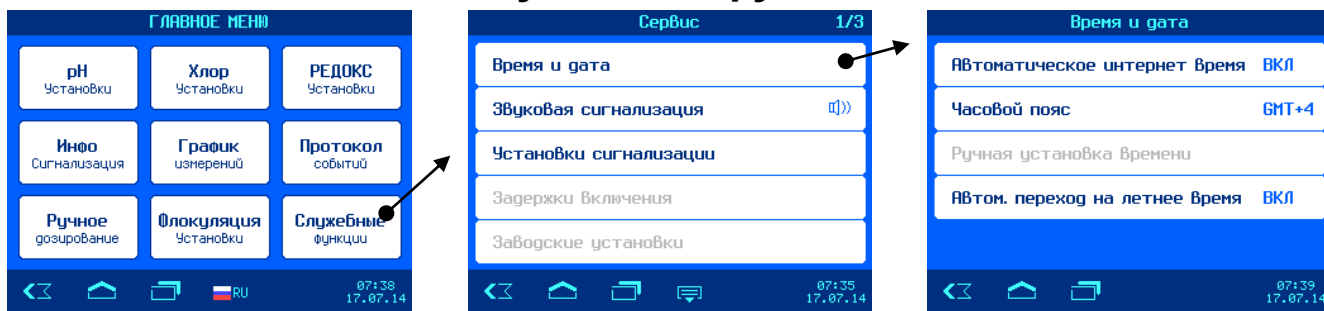 ГЛАВНОЕ МЕНЮ
pH
Установки
Хлор
Установки
РЕДОКС
Установки
Инфо
Сигнализация
График
измерений
Протокол
событий
Ручное
дозирование
Флокуляция
Установки
Служебные
функции
RU
07:38
17.07.14
Сервис 1/3
Время и дата
Звуковая сигнализация
Установки сигнализации
Задержки включения
Заводские установки
07:35
17.07.14
Время и дата
Автоматическое интернет время ВКЛ
Часовой пояс GMT+4
Ручная установка времени
Автом. переход на летнее время ВКЛ
07:39
17.07.14